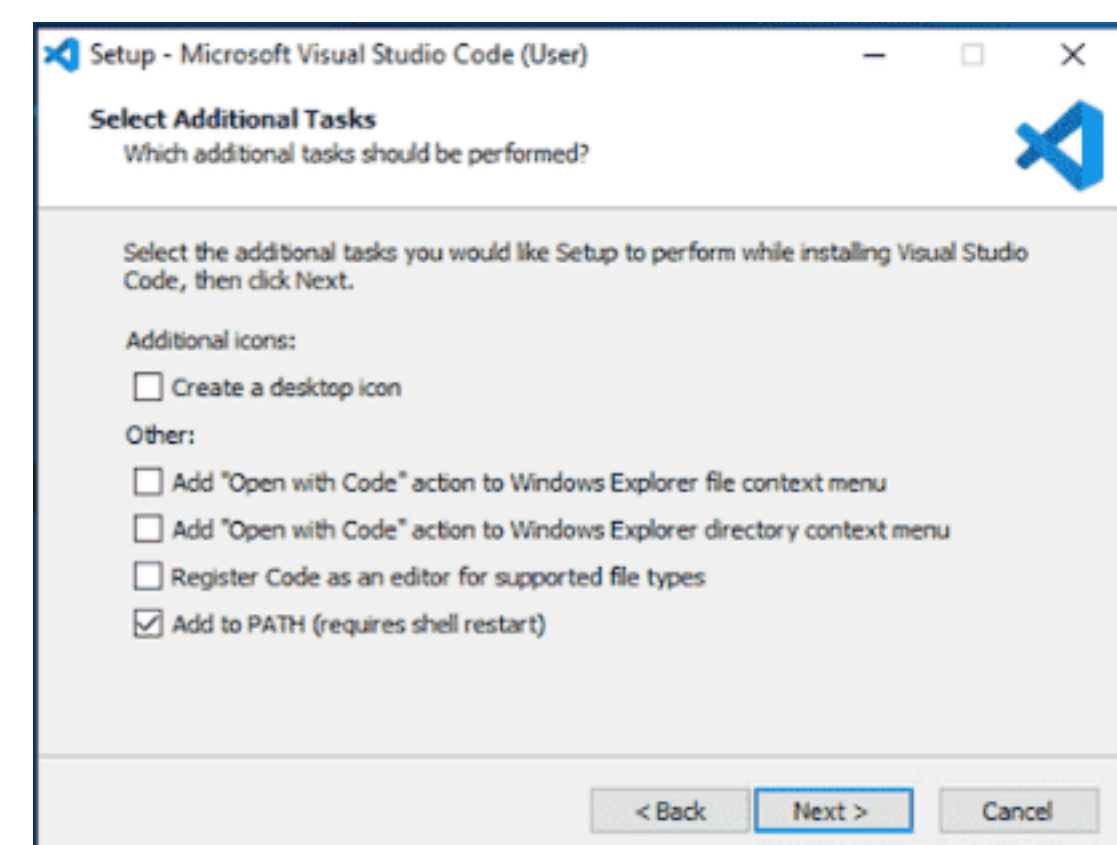 Setup - Microsoft Visual Studio Code (User)
Select Additional Tasks
Which additional tasks should be performed?
Select the additional tasks you would like Setup to perform while installing Visual Studio
Code, then click Next.
Additional icons:
Create a desktop icon
Other:
Add "Open with Code" action to Windows Explorer file context menu
Add "Open with Code" action to Windows Explorer directory context menu
Register Code as an editor for supported file types
Add to PATH (requires shell restart)
< Back Next > Cancel